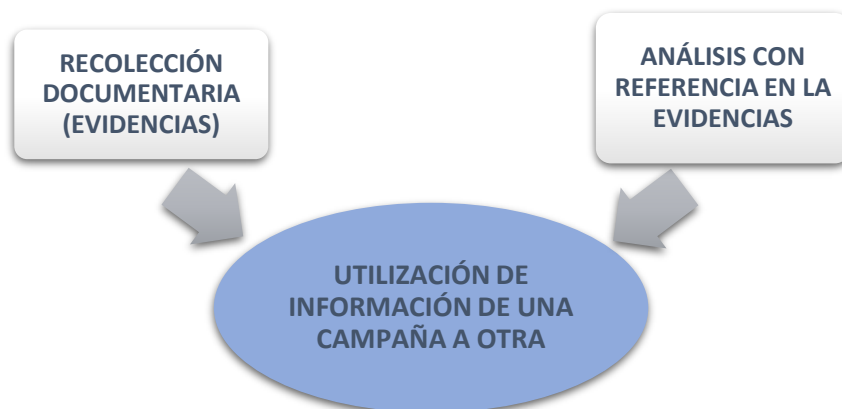 RECOLECCIÓN
DOCUMENTARIA
(EVIDENCIAS)
ANÁLISIS CON
REFERENCIA EN LA
EVIDENCIAS
UTILIZACIÓN DE
INFORMACIÓN DE UNA
CAMPAÑA A OTRA